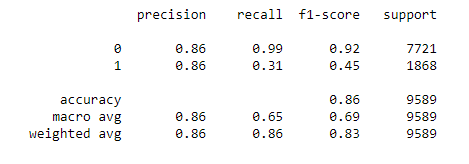 precision recall f1-score support
0 0.86 0.99 0.92 7721
1 0.86 0.31 0.45 1868
accuracy 0.86 9589
macro avg 0.86 0.65 0.69 9589
weighted avg 0.86 0.86 0.83 9589